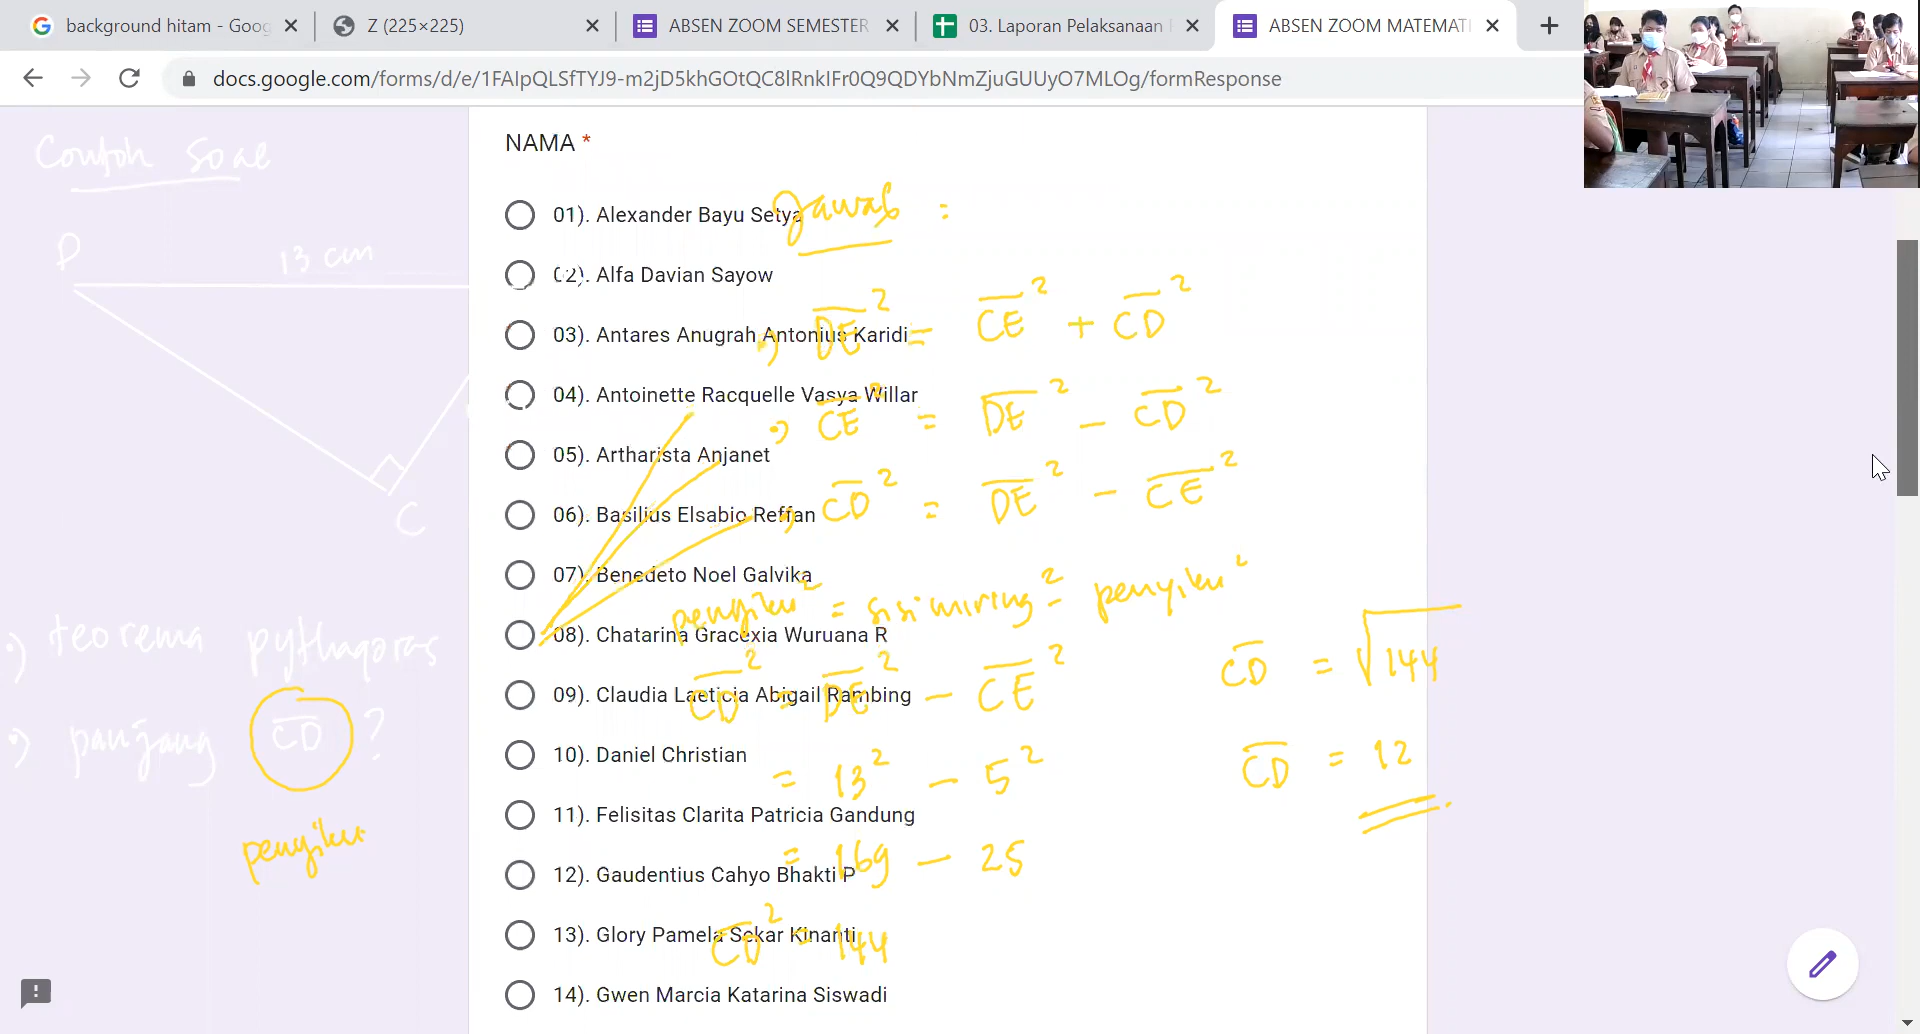 background hitam - Goog
Z (225×225)
ABSEN ZOOM SEMESTER
03. Laporan Pelaksanaan
ABSEN ZOOM MATEMATI
docs.google.com/forms/d/e/1FAIpQLSfTYJ9-m2jD5khGOtQC8lRnkIFr0Q9QDYbNmZjuGUUyO7MLOg/formResponse
Contoh soal
D
13 cm
C
:) teorema pythagoras
:) panjang CD ?
penyiku
NAMA *
01). Alexander Bayu Setya
02). Alfa Davian Sayow
03). Antares Anugrah Antonius Karidi
04). Antoinette Racquelle Vasya Willar
05). Artharista Anjanet
06). Basilius Elsabio Reffan
07). Benedeto Noel Galvika
08). Chatarina Gracexia Wuruana R
09). Claudia Laeticia Abigail Rambing
10). Daniel Christian
11). Felisitas Clarita Patricia Gandung
12). Gaudentius Cahyo Bhakti P
13). Glory Pamela Sekar Kinanti
14). Gwen Marcia Katarina Siswadi
Jawab :
:) DE² = CE² + CD²
:) CE² = DE² - CD²
:) CD² = DE² - CE²
penyiku² = sisi miring² - penyiku²
CD² = DE² - CE²
= 13² - 5²
= 169 - 25
CD² = 144
CD = √144
CD = 12